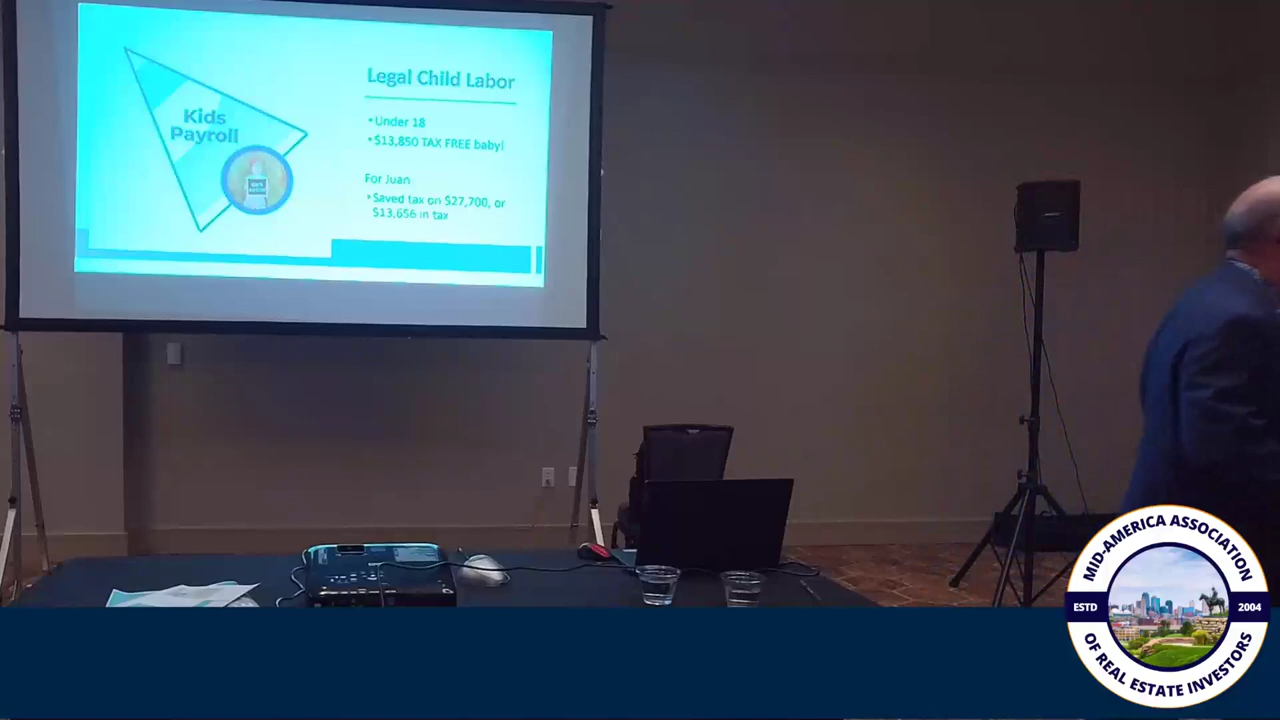 Legal Child Labor
Kids
Payroll
• Under 18
• $13,850 TAX FREE baby!
For Juan
• Saved tax on $27,700, or
$13,656 in tax
MID-AMERICA ASSOCIATION
ESTD
2004
OF REAL ESTATE INVESTORS